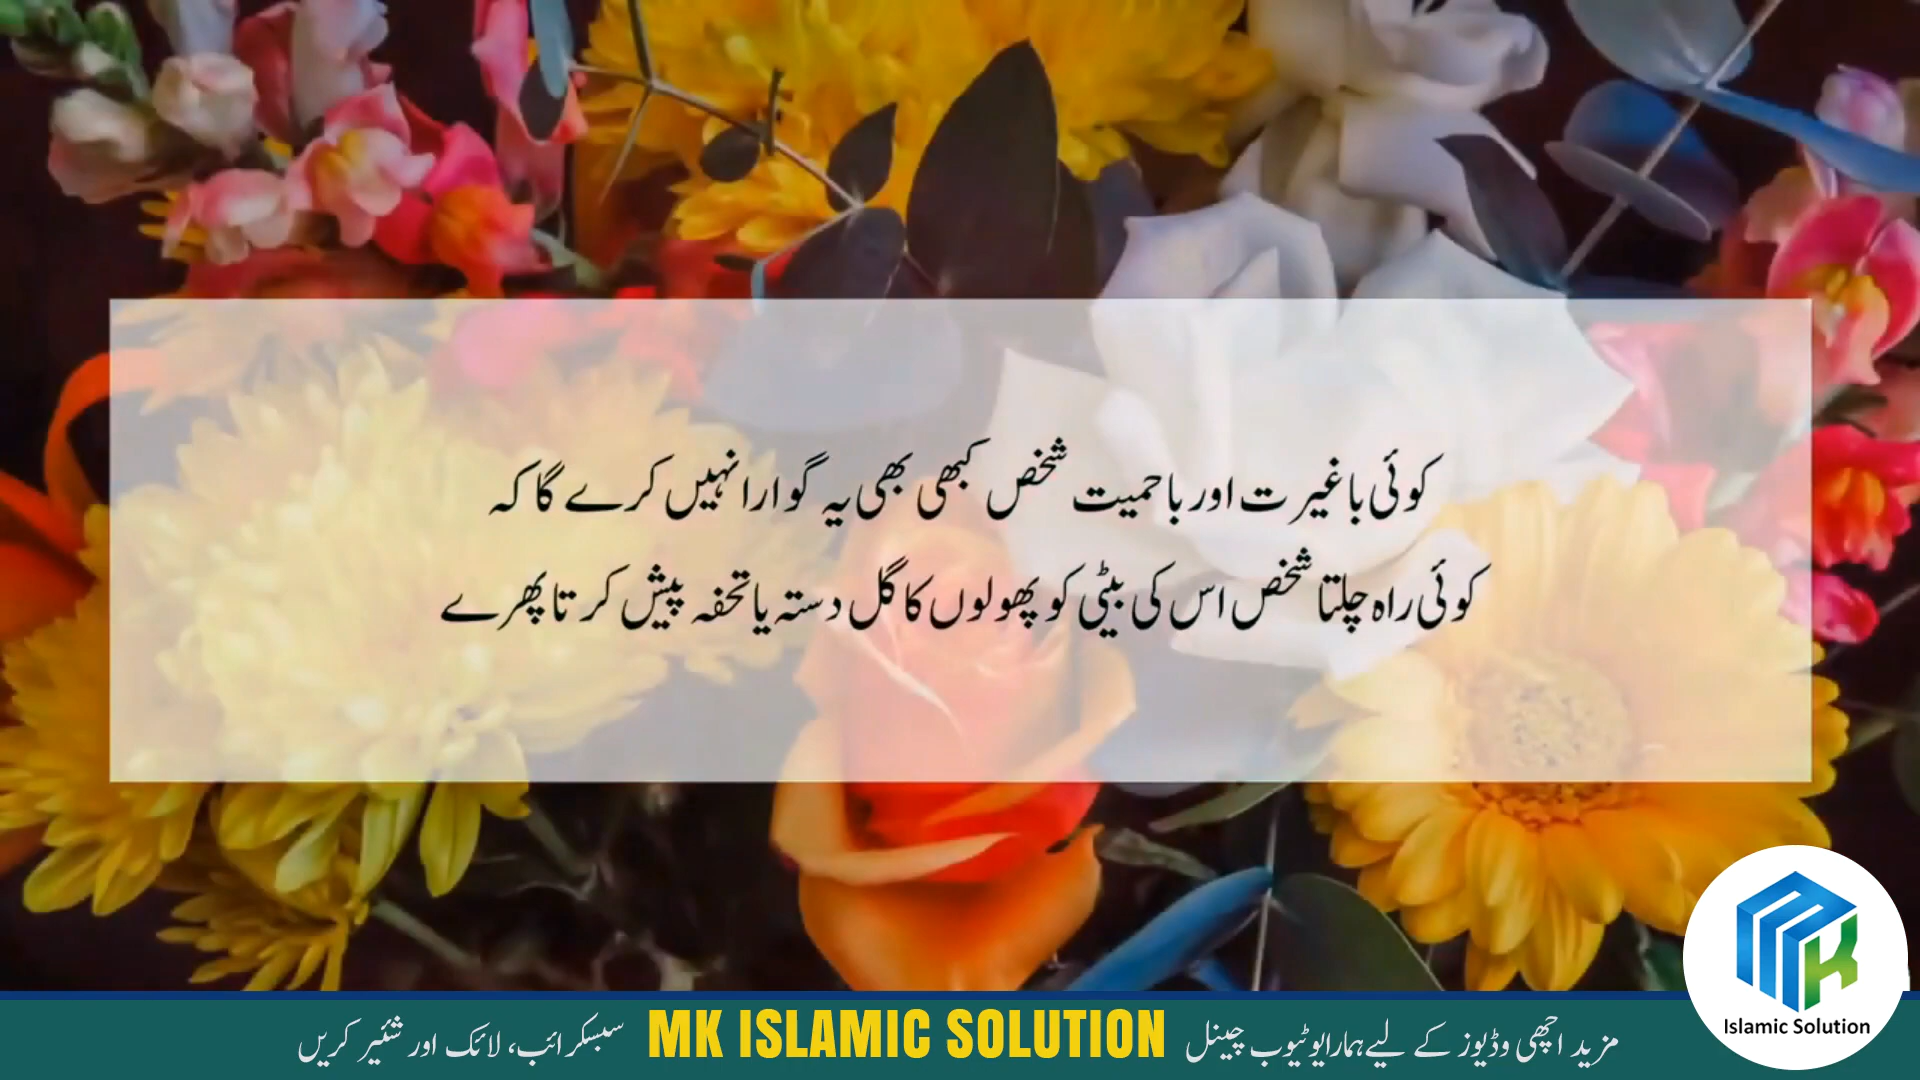 کوئی باغیرت اور باحمیت شخص کبھی بھی یہ گوارا نہیں کرے گا کہ
کوئی راہ چلتا شخص اس کی بیٹی کو پھولوں کا گل دستہ یا تحفہ پیش کرتا پھرے
مزید اچھی وڈیوز کے لیے ہمارا یوٹیوب چینل MK ISLAMIC SOLUTION سبسکرائب، لائک اور شئیر کریں
MK
Islamic Solution